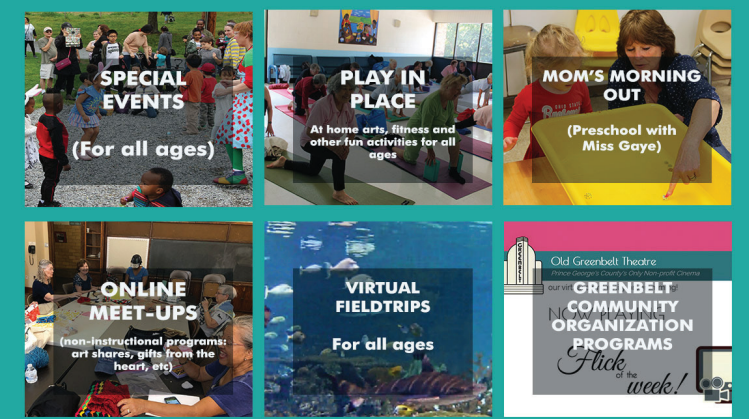 SPECIAL
EVENTS
(For all ages)
PLAY IN
PLACE
At home arts, fitness and
other fun activities for all
ages
MOM'S MORNING
OUT
(Preschool with
Miss Gaye)
ONLINE
MEET-UPS
(non-instructional programs:
art shares, gifts from the
heart, etc)
VIRTUAL
FIELDTRIPS
For all ages
GREENBELT
Old Greenbelt Theatre
Prince George's County's Only Non-profit Cinema
our virt
GREENBELT
COMMUNITY
ORGANIZATION
PROGRAMS
NOW PLAYING
Flick
of the
week!